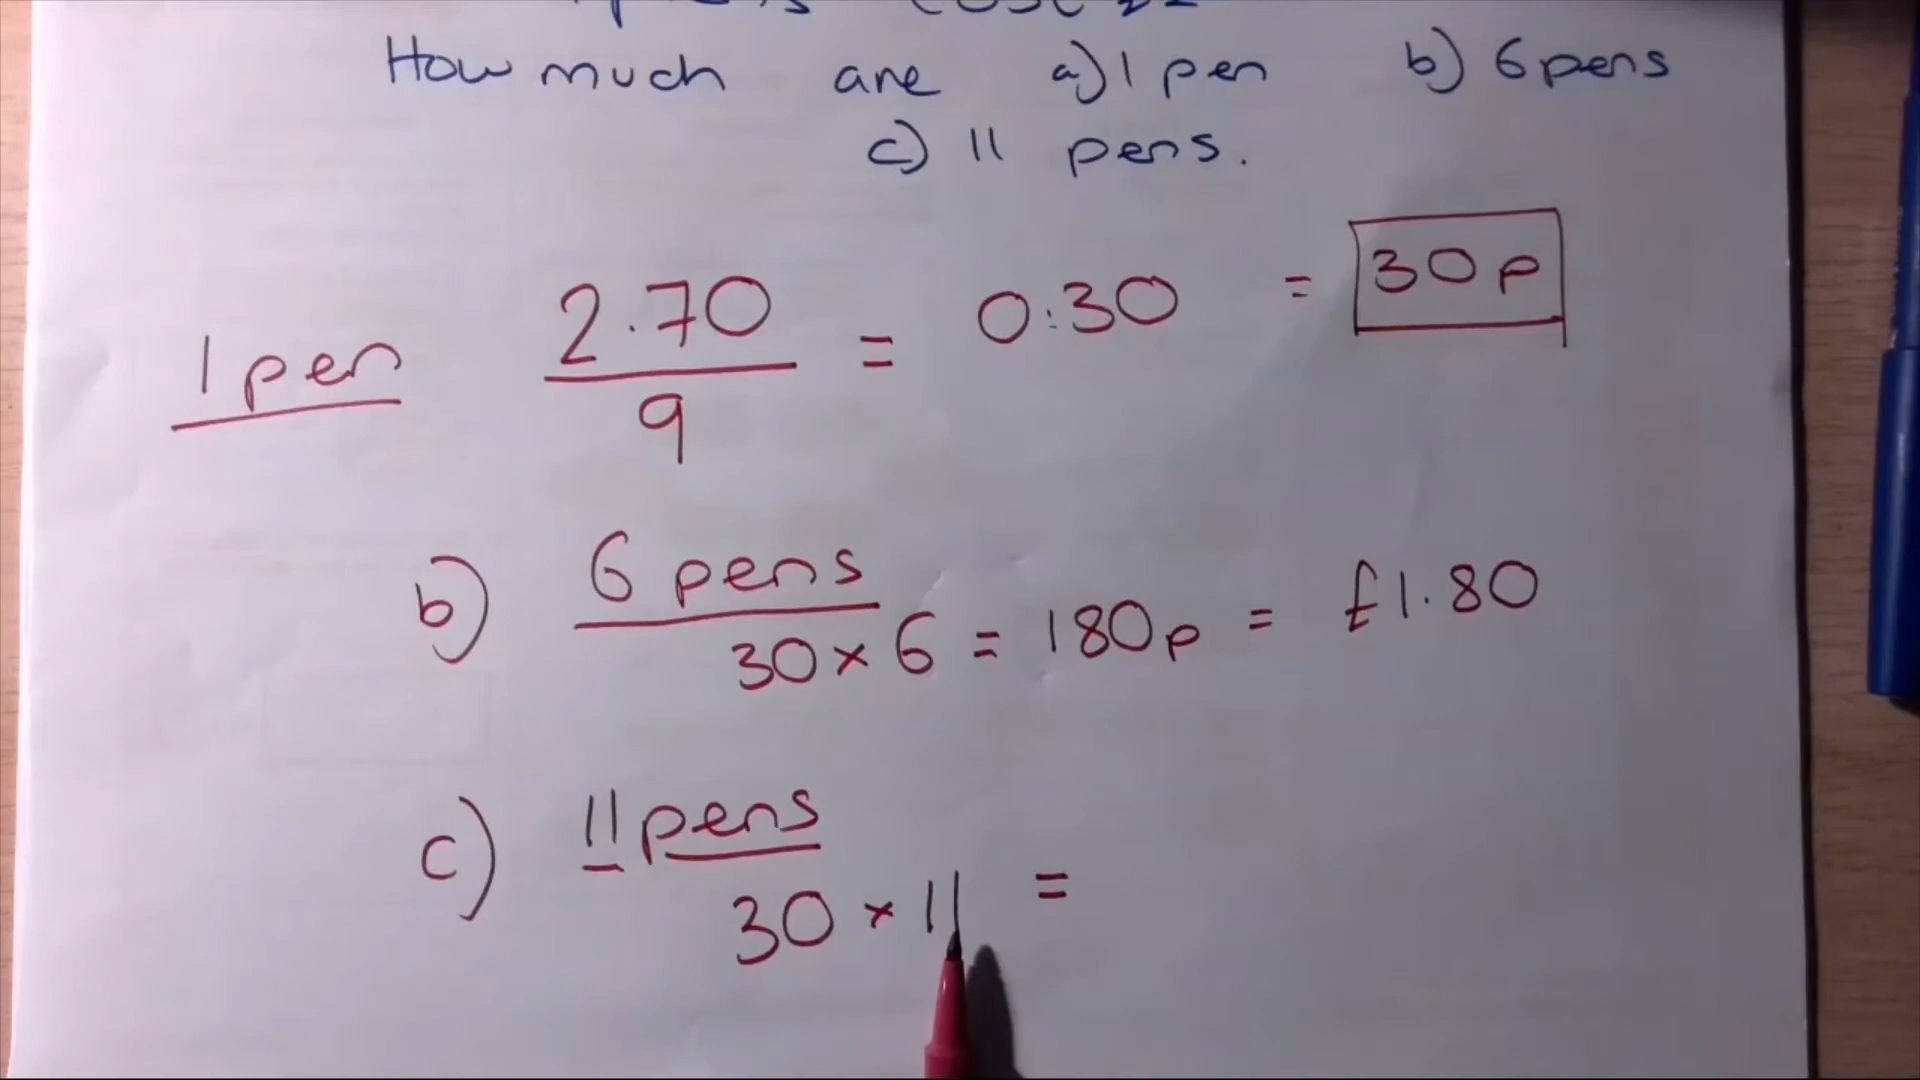 How much are a) 1 pen b) 6 pens
c) 11 pens.
1 pen 2.70 / 9 = 0.30 = 30p
b) 6 pens
30 × 6 = 180p = £1.80
c) 11 pens
30 × 11 =